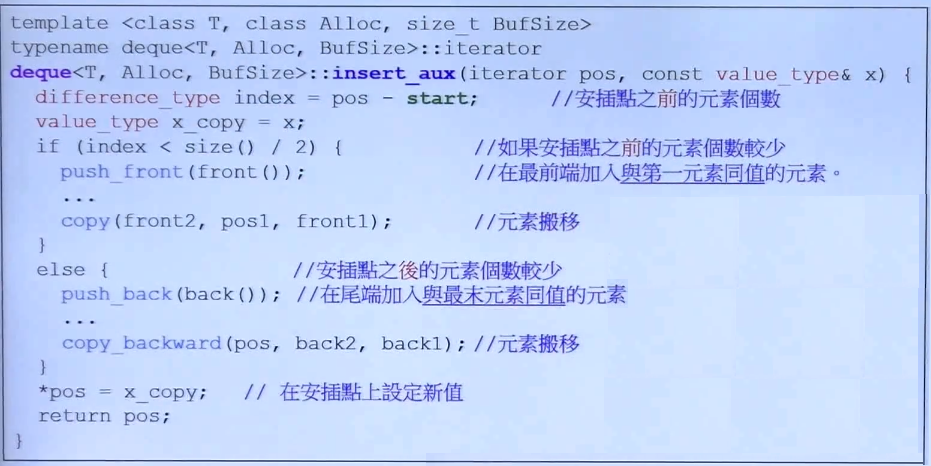 template <class T, class Alloc, size_t BufSize>
typename deque<T, Alloc, BufSize>::iterator
deque<T, Alloc, BufSize>::insert_aux(iterator pos, const value_type& x) {
difference_type index = pos - start; //安插點之前的元素個數
value_type x_copy = x;
if (index < size() / 2) { //如果安插點之前的元素個數較少
push_front(front()); //在最前端加入與第一元素同值的元素。
...
copy(front2, pos1, front1); //元素搬移
}
else { //安插點之後的元素個數較少
push_back(back()); //在尾端加入與最末元素同值的元素
...
copy_backward(pos, back2, back1); //元素搬移
}
*pos = x_copy; // 在安插點上設定新值
return pos;
}